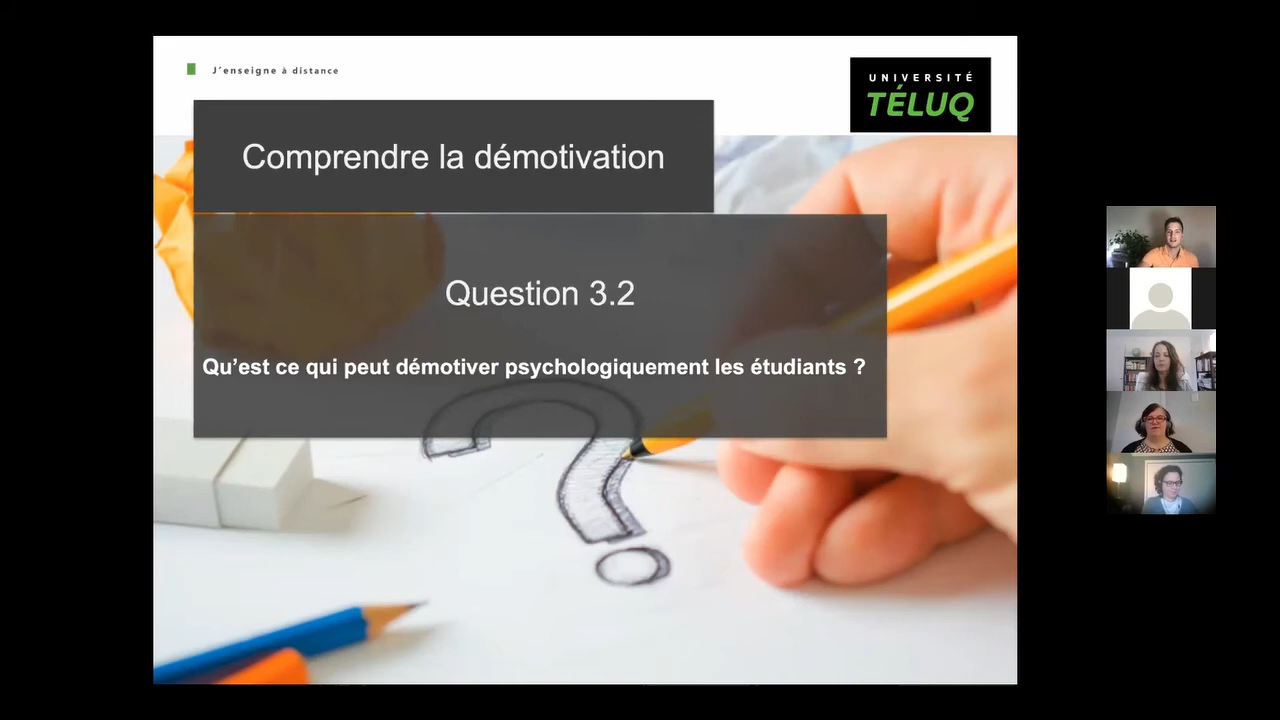 J'enseigne à distance
UNIVERSITÉ
TÉLUQ
Comprendre la démotivation
Question 3.2
Qu'est ce qui peut démotiver psychologiquement les étudiants ?